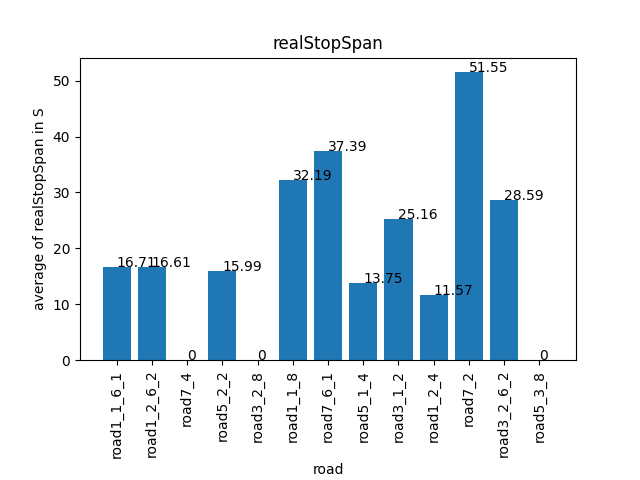 realStopSpan
average of realStopSpan in S
50
40
30
20
10
0
16.71
16.61
0
15.99
0
32.19
37.39
13.75
25.16
11.57
51.55
28.59
0
road1_1_6_1
road1_2_6_2
road7_4
road5_2_2
road3_2_8
road1_1_8
road7_6_1
road5_1_4
road3_1_2
road1_2_4
road7_2
road3_2_6_2
road5_3_8
road